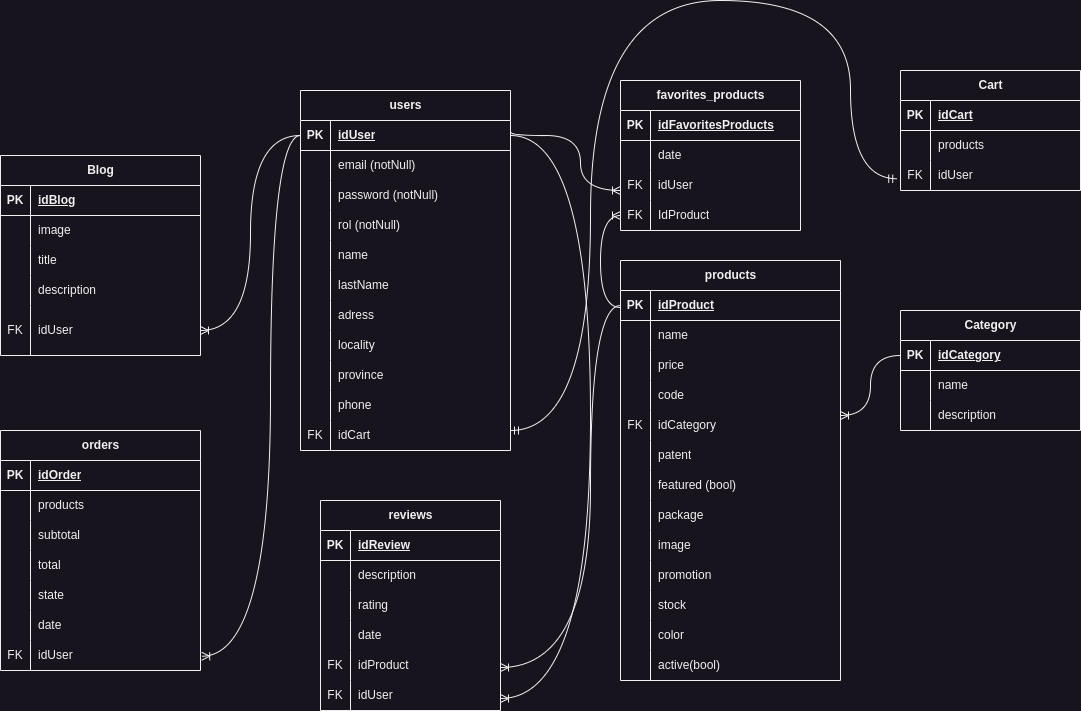 Blog
PK idBlog
image
title
description
FK idUser
orders
PK idOrder
products
subtotal
total
state
date
FK idUser
users
PK idUser
email (notNull)
password (notNull)
rol (notNull)
name
lastName
adress
locality
province
phone
FK idCart
reviews
PK idReview
description
rating
date
FK idProduct
FK idUser
favorites_products
PK idFavoritesProducts
date
FK idUser
FK IdProduct
products
PK idProduct
name
price
code
FK idCategory
patent
featured (bool)
package
image
promotion
stock
color
active(bool)
Cart
PK idCart
products
FK idUser
Category
PK idCategory
name
description